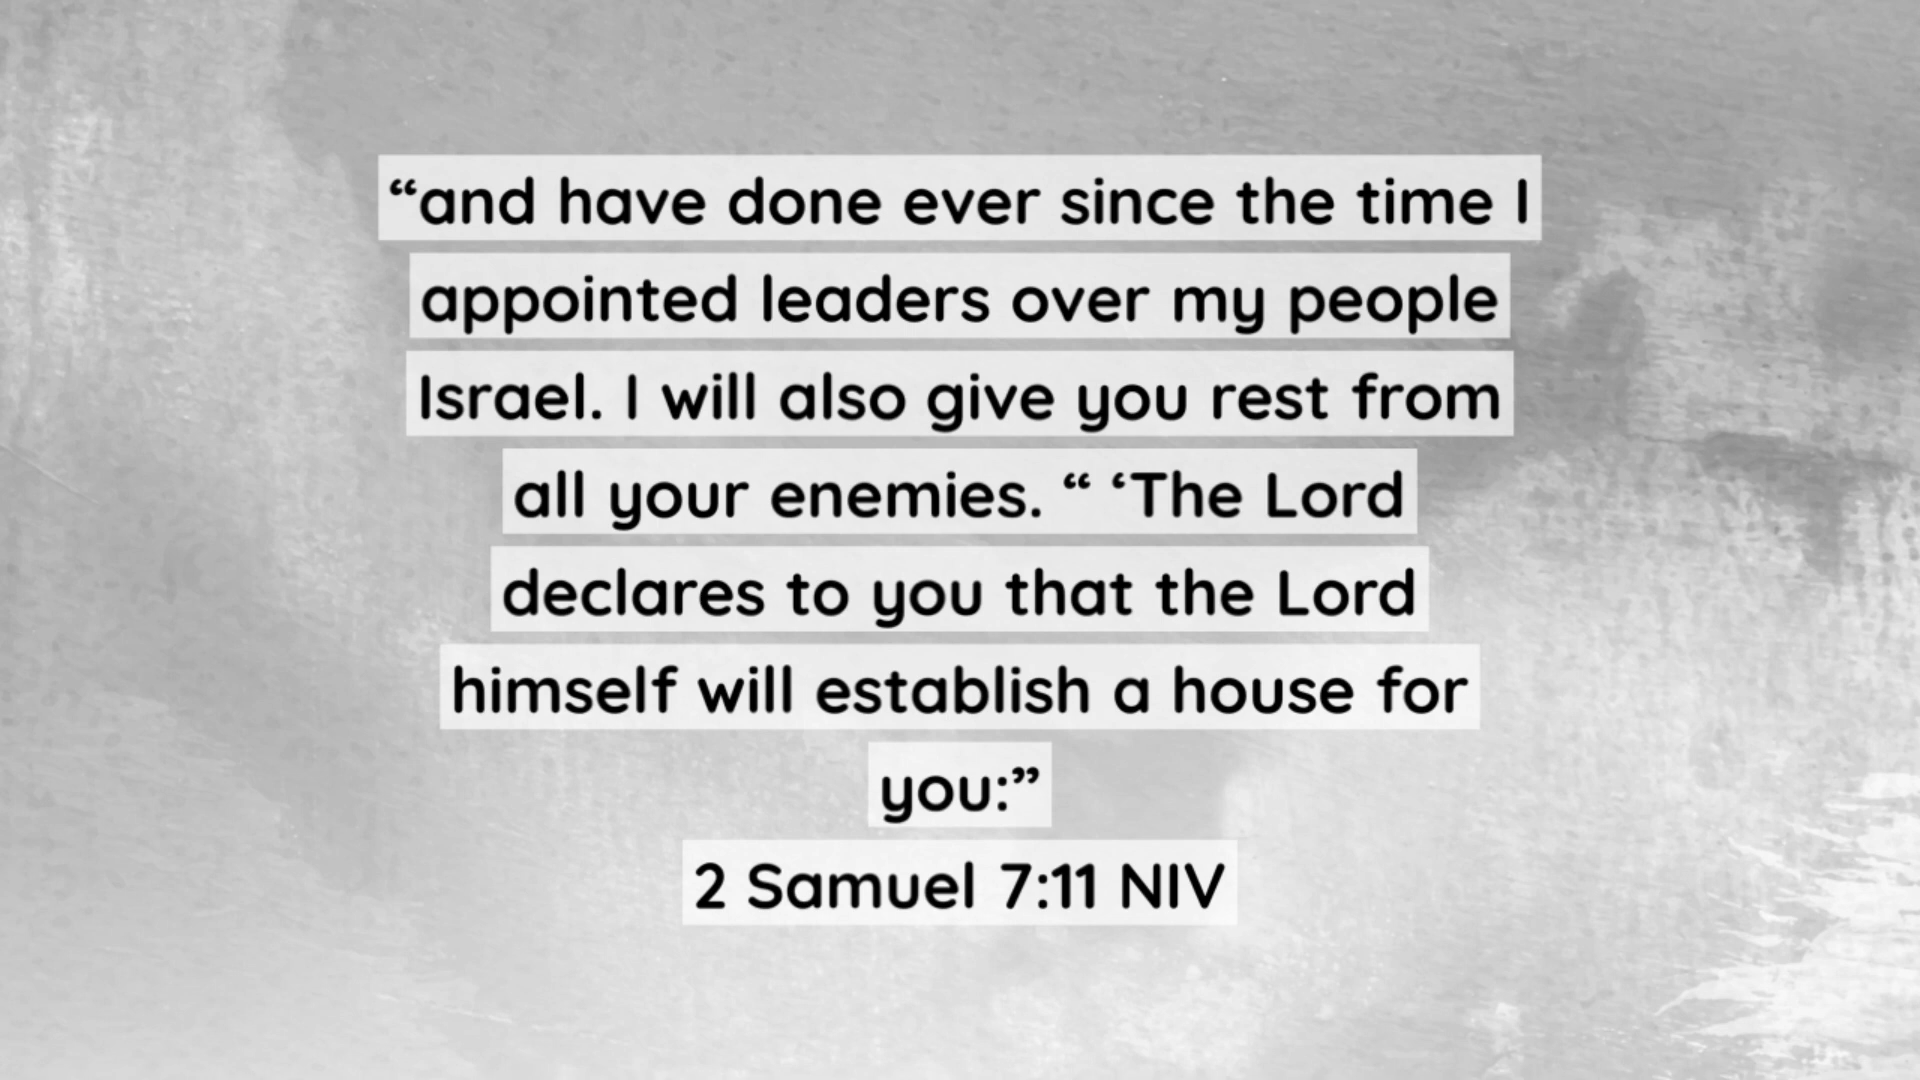 “and have done ever since the time I
appointed leaders over my people
Israel. I will also give you rest from
all your enemies. “ ‘The Lord
declares to you that the Lord
himself will establish a house for
you:”
2 Samuel 7:11 NIV